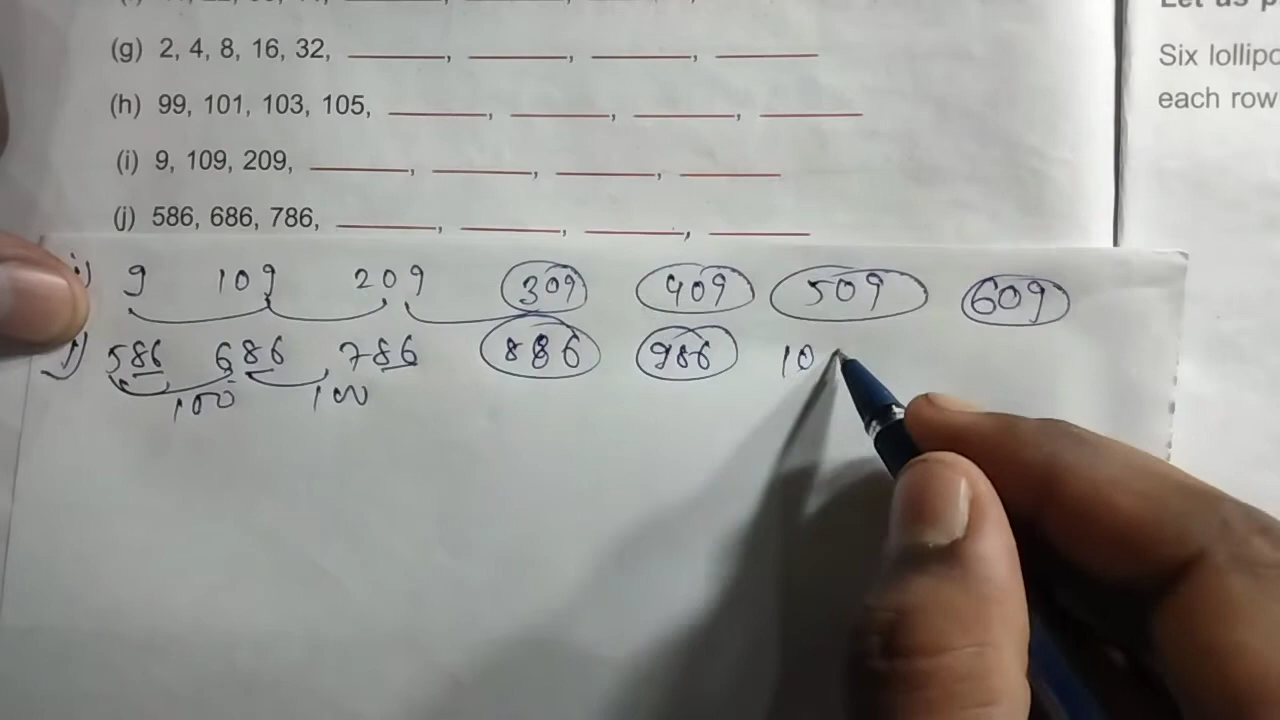 (g) 2, 4, 8, 16, 32, ____, ____, ____, ____
(h) 99, 101, 103, 105, ____, ____, ____, ____
(i) 9, 109, 209, ____, ____, ____, ____
(j) 586, 686, 786, ____, ____, ____, ____
i) 9 109 209 309 409 509 609
j) 586 686 786 886 986 10
100 100
Six
each row